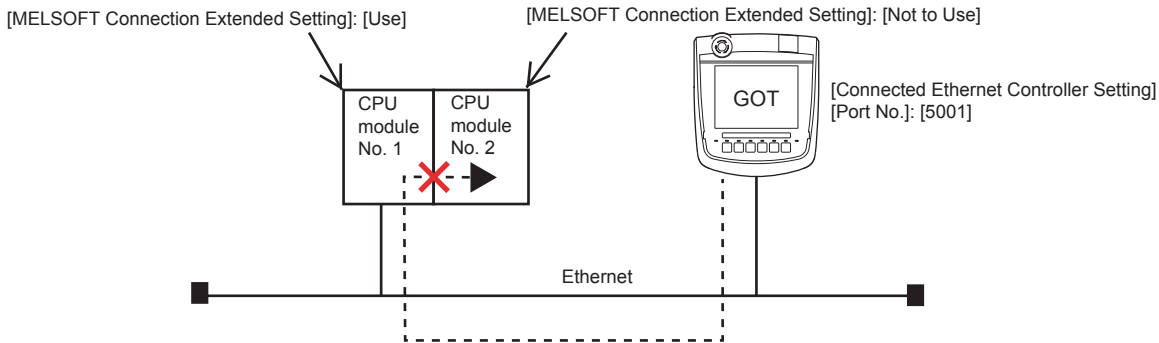 [MELSOFT Connection Extended Setting]: [Use]
[MELSOFT Connection Extended Setting]: [Not to Use]
CPU
module
No. 1
CPU
module
No. 2
GOT
[Connected Ethernet Controller Setting]
[Port No.]: [5001]
Ethernet